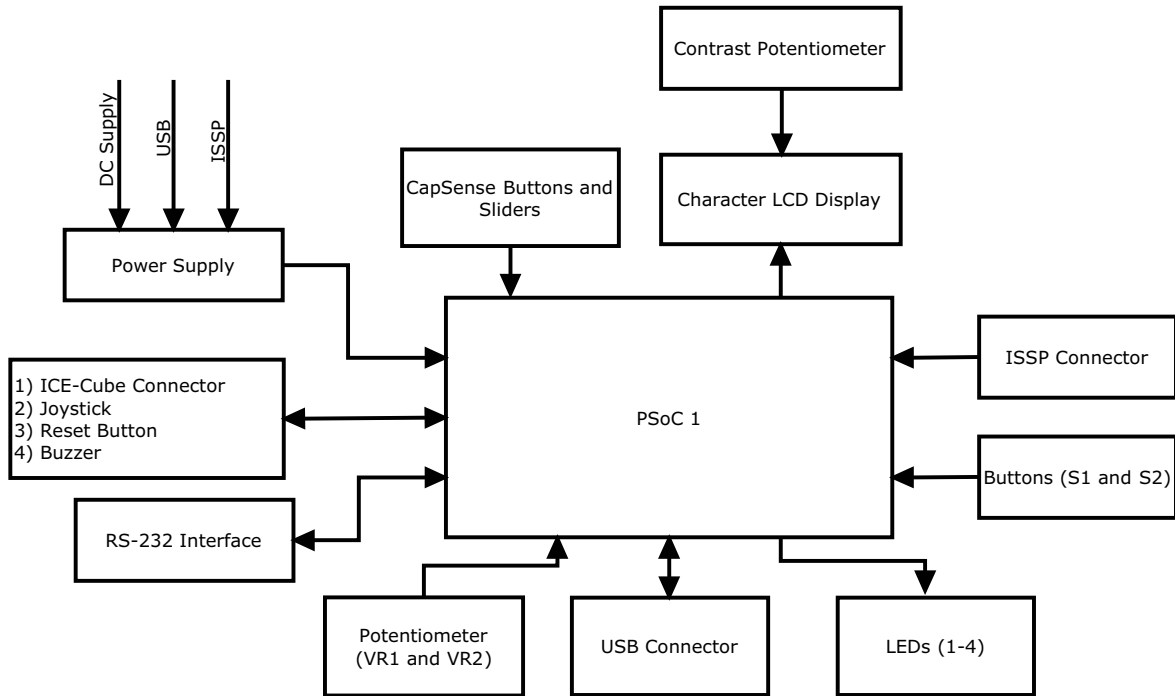 Contrast Potentiometer
DC Supply
USB
ISSP
CapSense Buttons and
Sliders
Character LCD Display
Power Supply
ISSP Connector
1) ICE-Cube Connector
2) Joystick
3) Reset Button
4) Buzzer
PSoC 1
Buttons (S1 and S2)
RS-232 Interface
Potentiometer
(VR1 and VR2)
USB Connector
LEDs (1-4)